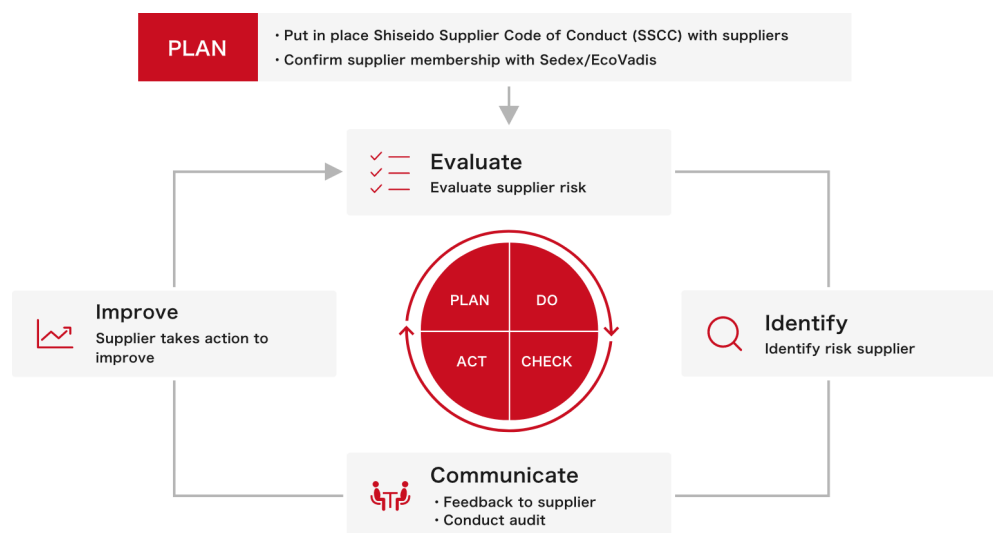 PLAN
・Put in place Shiseido Supplier Code of Conduct (SSCC) with suppliers
・Confirm supplier membership with Sedex/EcoVadis
Evaluate
Evaluate supplier risk
PLAN
DO
ACT
CHECK
Improve
Supplier takes action to
improve
Identify
Identify risk supplier
Communicate
・Feedback to supplier
・Conduct audit